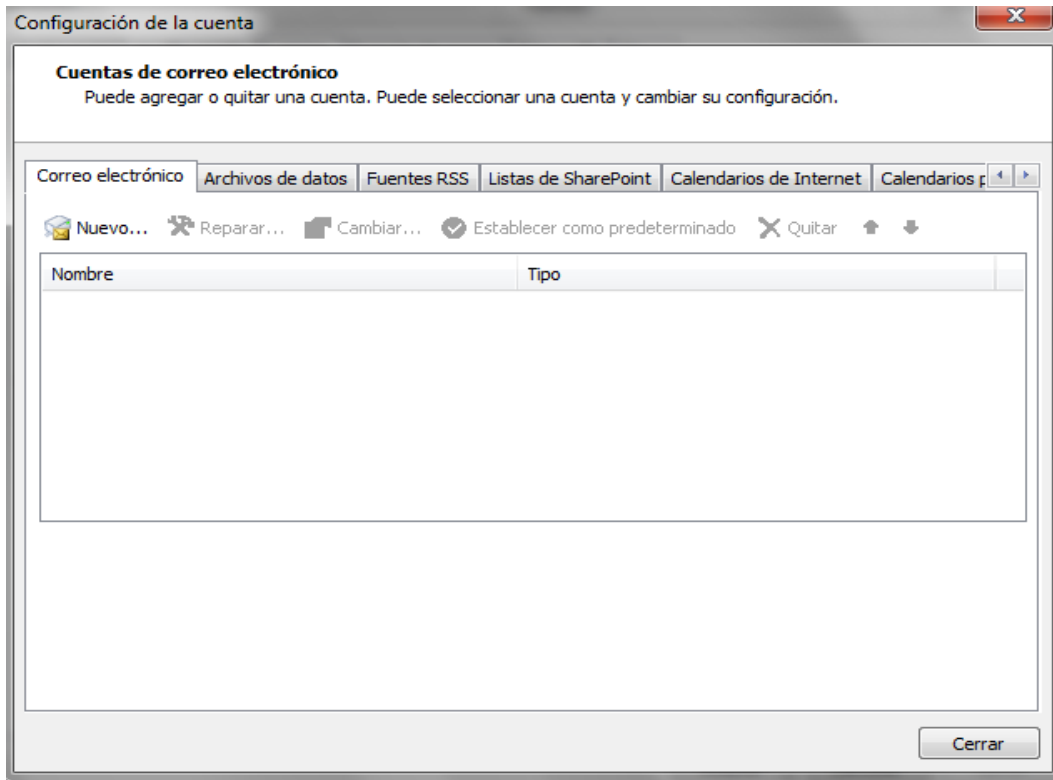 Configuración de la cuenta
Cuentas de correo electrónico
Puede agregar o quitar una cuenta. Puede seleccionar una cuenta y cambiar su configuración.
Correo electrónico Archivos de datos Fuentes RSS Listas de SharePoint Calendarios de Internet Calendarios
Nuevo... Reparar... Cambiar... Establecer como predeterminado Quitar
Nombre Tipo
Cerrar